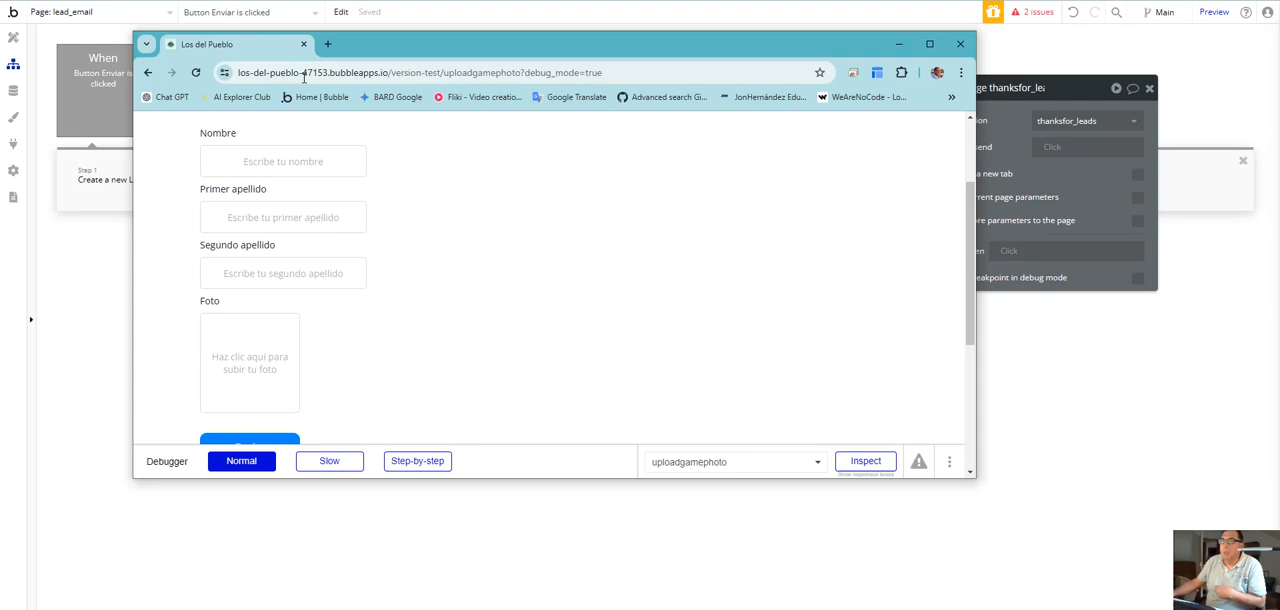 Page: lead_email
Button Enviar is clicked
Edit
Saved
2 issues
Main
Preview
Los del Pueblo
los-del-pueblo-47153.bubbleapps.io/version-test/uploadgamephoto?debug_mode=true
Chat GPT
AI Explorer Club
Home | Bubble
BARD Google
Fliki - Video creatio...
Google Translate
Advanced search Gi...
JonHernández Edu...
WeAreNoCode - Lo...
When
Button Enviar is
clicked
Step 1
Create a new L
Nombre
Escribe tu nombre
Primer apellido
Escribe tu primer apellido
Segundo apellido
Escribe tu segundo apellido
Foto
Haz clic aquí para
subir tu foto
Debugger
Normal
Slow
Step-by-step
uploadgamephoto
Inspect
ge thanksfor_lea
ion
thanksfor_leads
send
Click
a new tab
rrent page parameters
ore parameters to the page
en
Click
eakpoint in debug mode